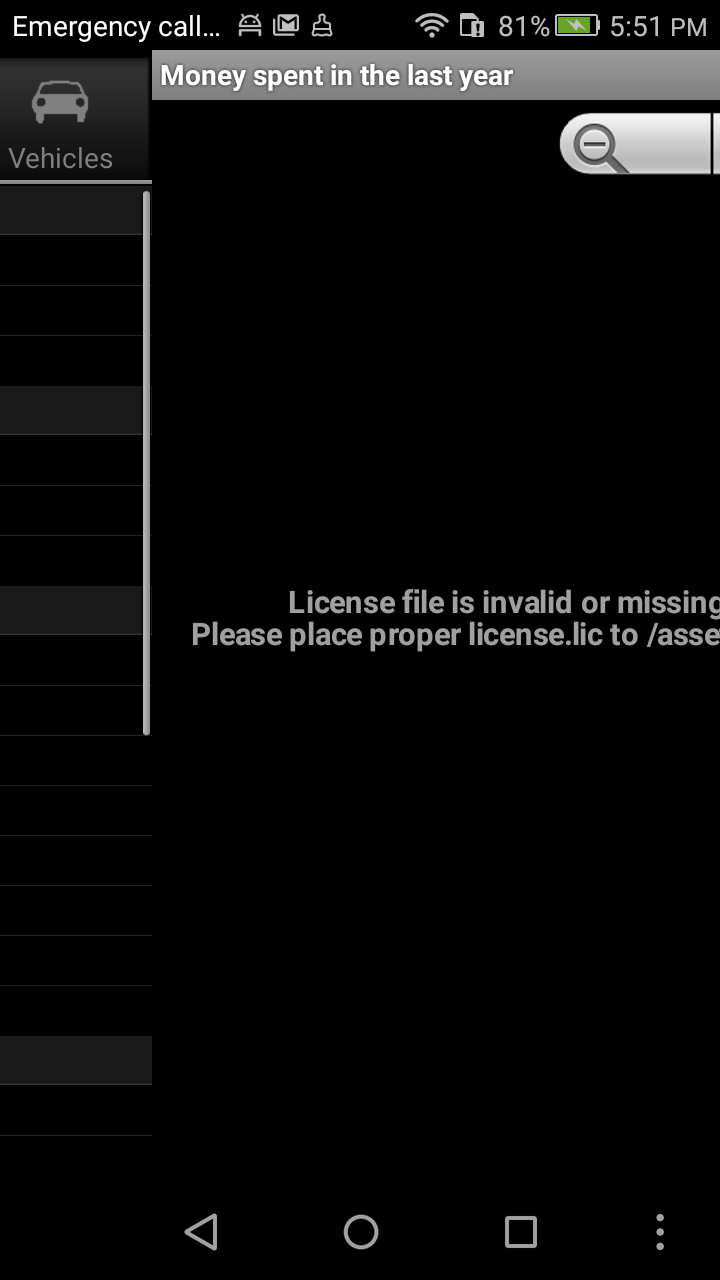 Emergency call... 81% 5:51 PM
Money spent in the last year
Vehicles
License file is invalid or missing
Please place proper license.lic to /asse